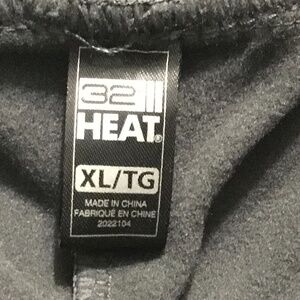 32
HEAT®
XL/TG
MADE IN CHINA
FABRIQUÉ EN CHINE
2022104